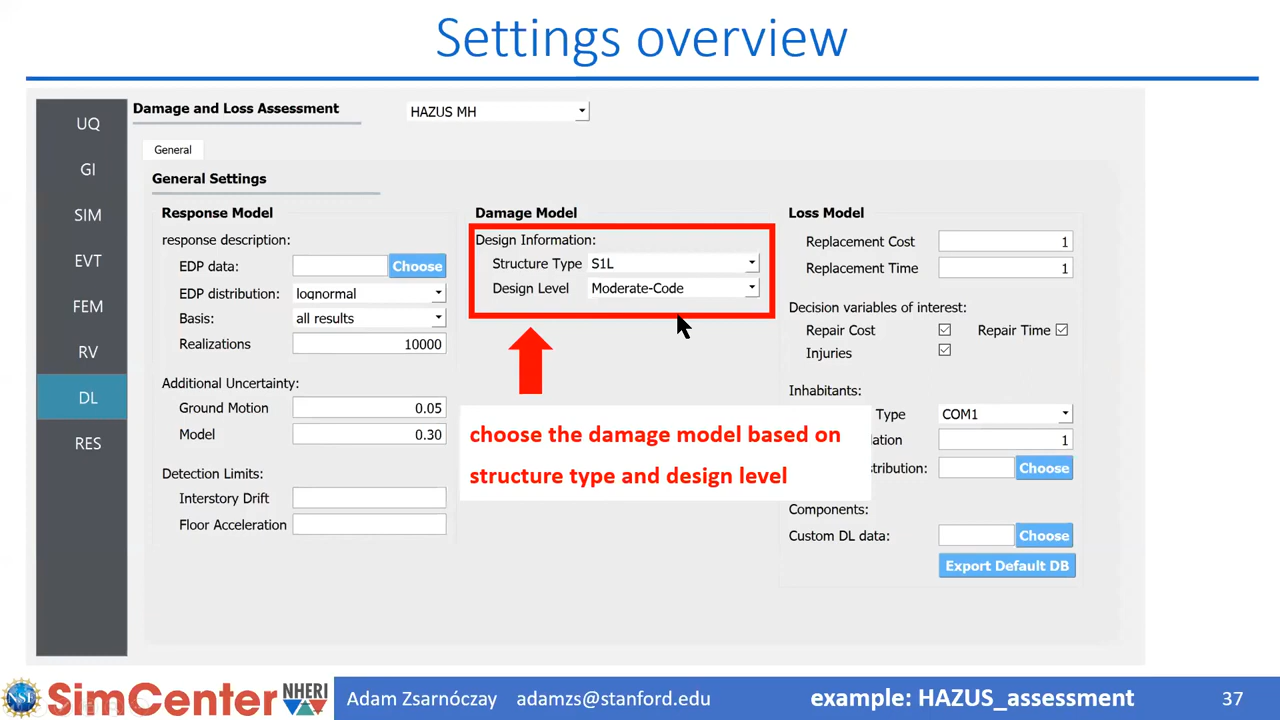 Settings overview
UQ
GI
SIM
EVT
FEM
RV
DL
RES
Damage and Loss Assessment
HAZUS MH
General
General Settings
Response Model
response description:
EDP data:
Choose
EDP distribution:
lognormal
Basis:
all results
Realizations
10000
Additional Uncertainty:
Ground Motion
0.05
Model
0.30
Detection Limits:
Interstory Drift
Floor Acceleration
Damage Model
Design Information:
Structure Type
S1L
Design Level
Moderate-Code
choose the damage model based on
structure type and design level
Loss Model
Replacement Cost
1
Replacement Time
1
Decision variables of interest:
Repair Cost
Repair Time
Injuries
Inhabitants:
Type
COM1
lation
1
tribution:
Choose
Components:
Custom DL data:
Choose
Export Default DB
NSF
SimCenter
NHERI
Adam Zsarnóczay adamzs@stanford.edu
example: HAZUS_assessment
37